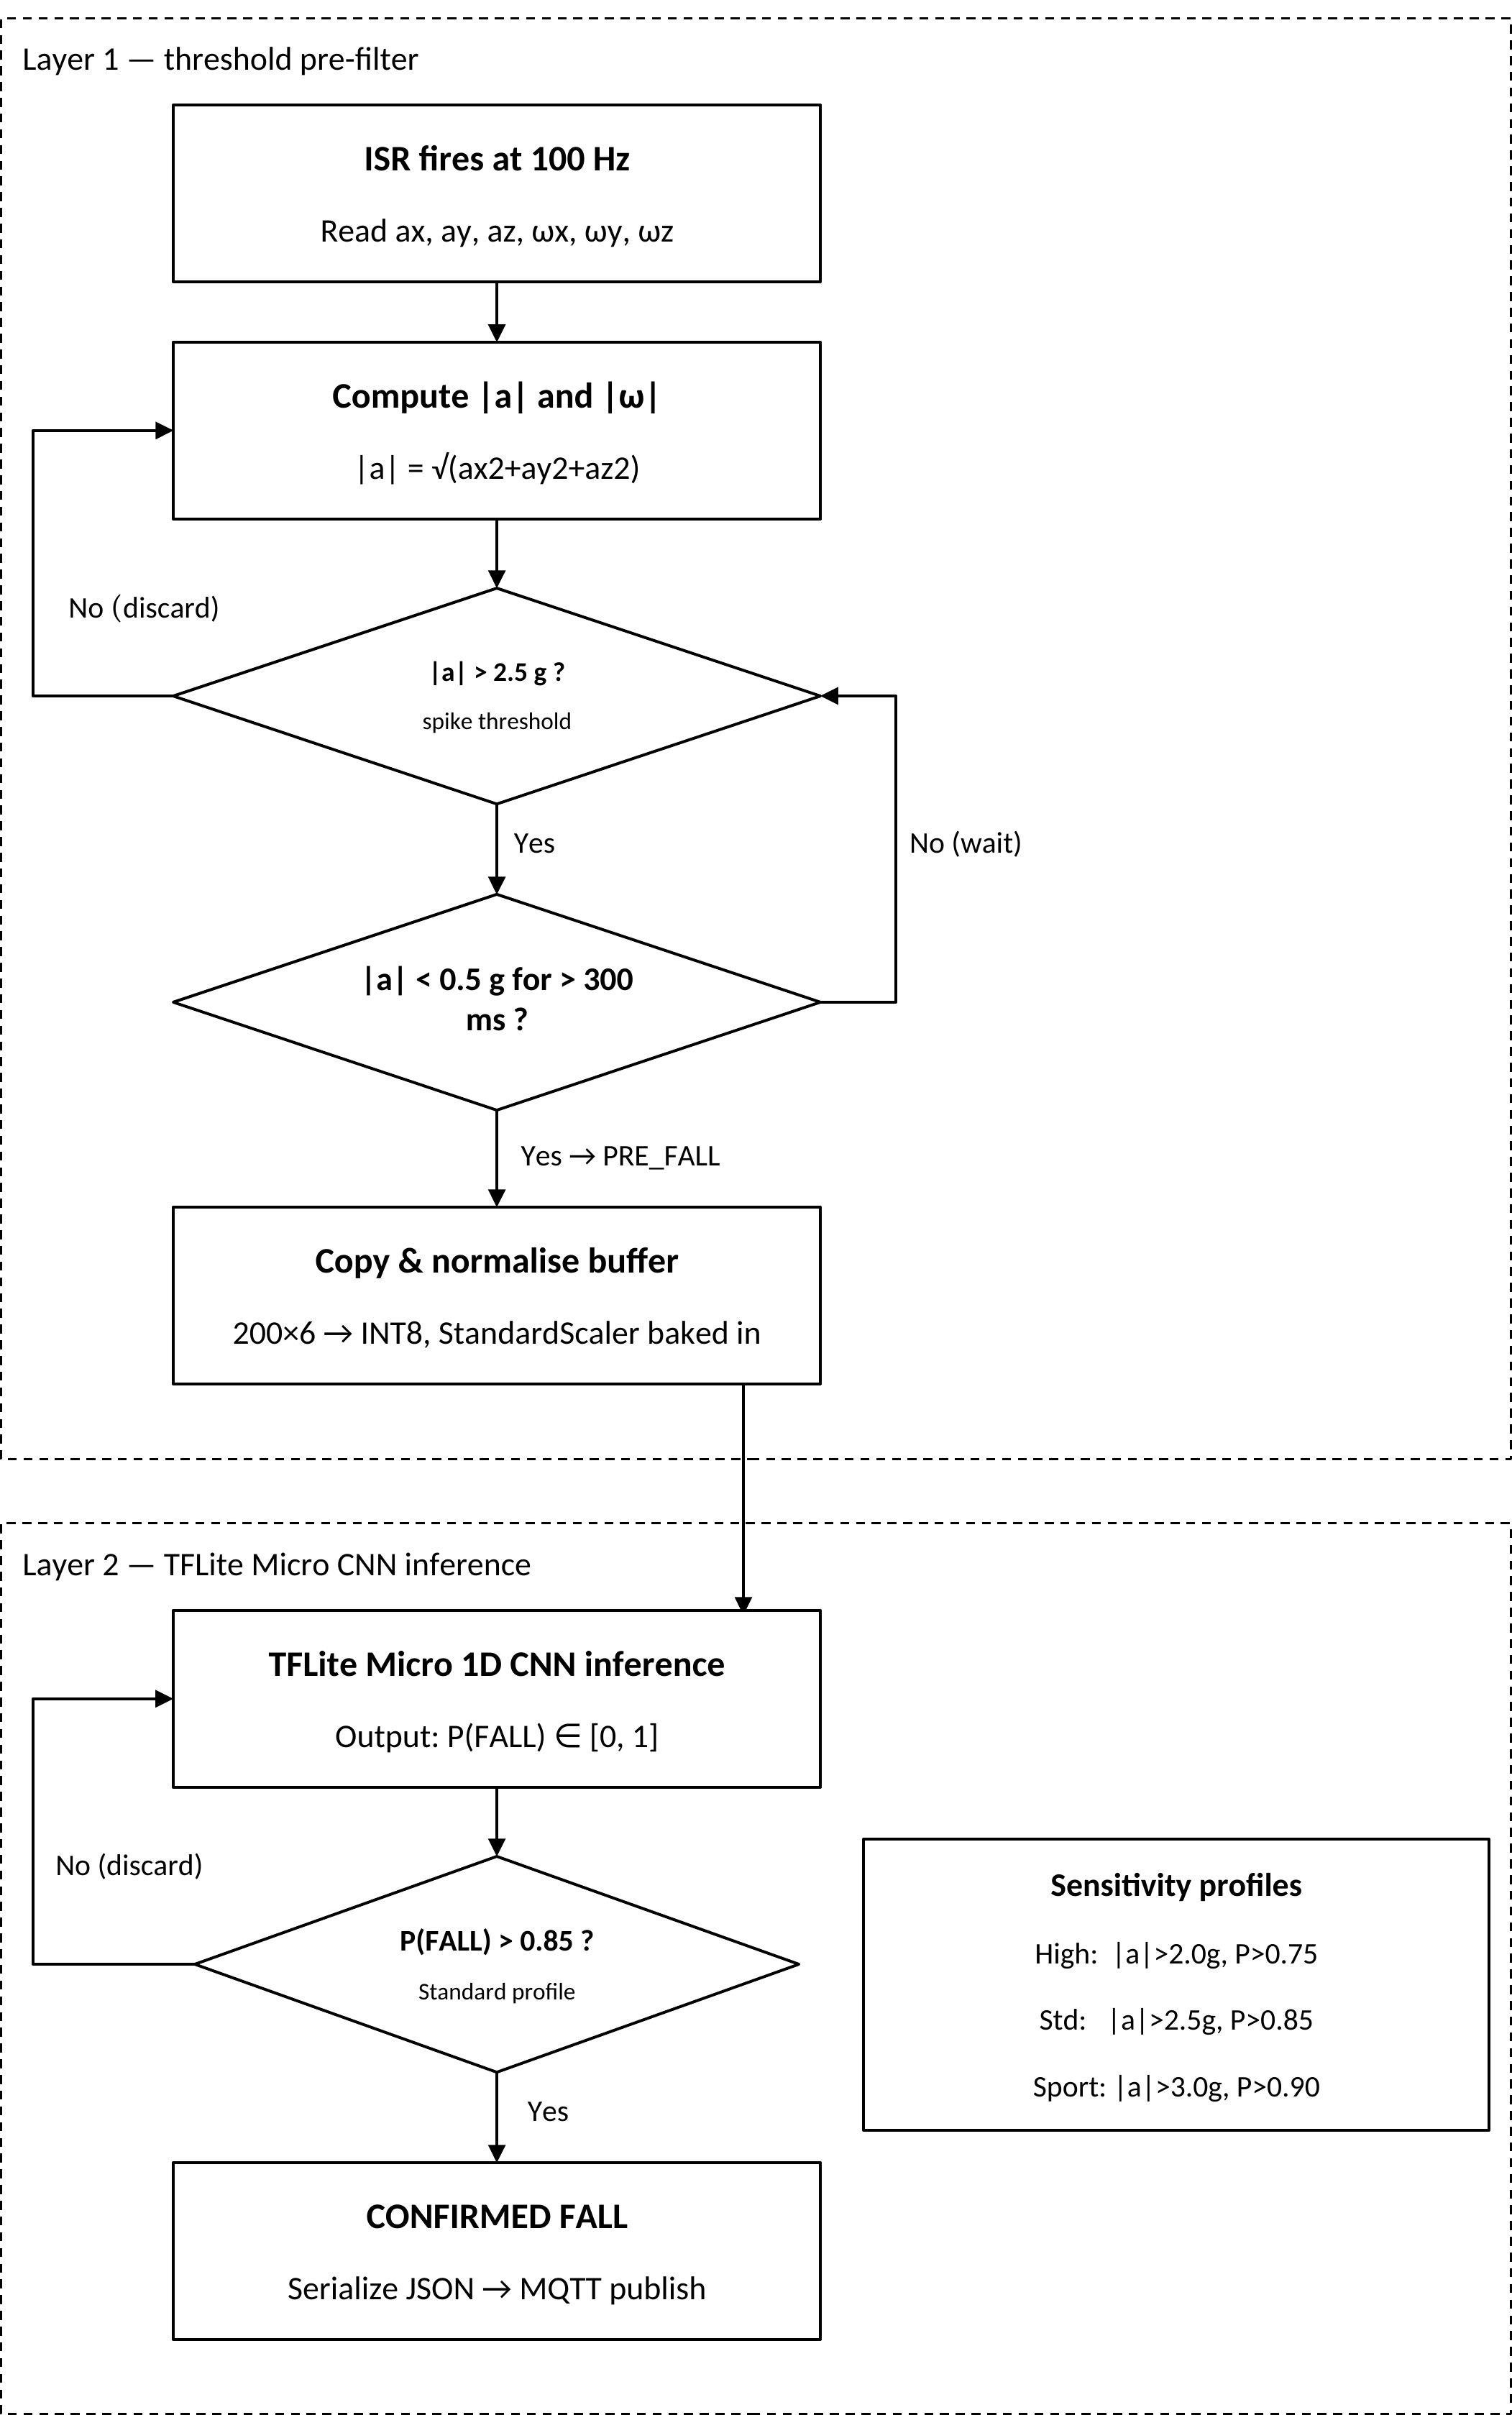 Layer 1 — threshold pre-filter
ISR fires at 100 Hz
Read ax, ay, az, ωx, ωy, ωz
Compute |a| and |ω|
|a| = √(ax2+ay2+az2)
No (discard)
|a| > 2.5 g ?
spike threshold
Yes
No (wait)
|a| < 0.5 g for > 300
ms ?
Yes → PRE_FALL
Copy & normalise buffer
200×6 → INT8, StandardScaler baked in
Layer 2 — TFLite Micro CNN inference
TFLite Micro 1D CNN inference
Output: P(FALL) ∈ [0, 1]
No (discard)
P(FALL) > 0.85 ?
Standard profile
Sensitivity profiles
High: |a|>2.0g, P>0.75
Std: |a|>2.5g, P>0.85
Sport: |a|>3.0g, P>0.90
Yes
CONFIRMED FALL
Serialize JSON → MQTT publish